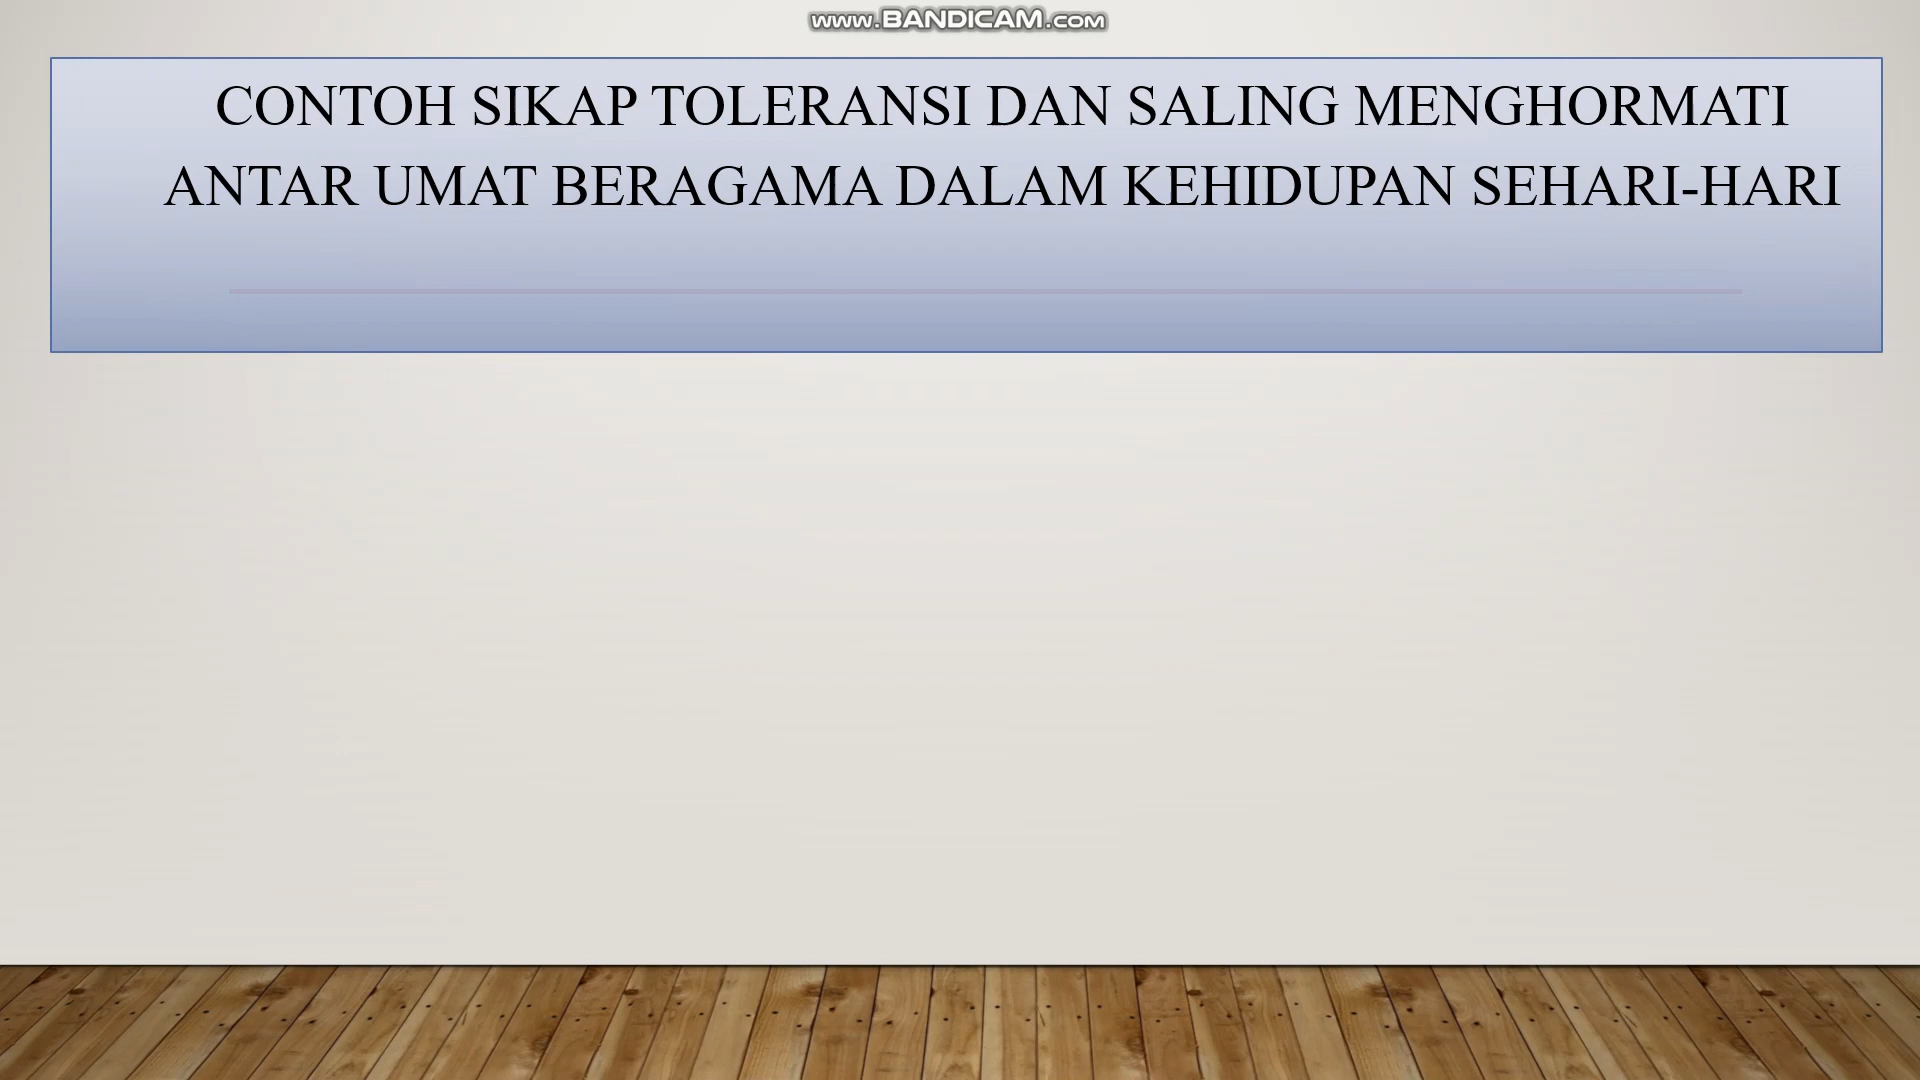 www.BANDICAM.com
CONTOH SIKAP TOLERANSI DAN SALING MENGHORMATI
ANTAR UMAT BERAGAMA DALAM KEHIDUPAN SEHARI-HARI